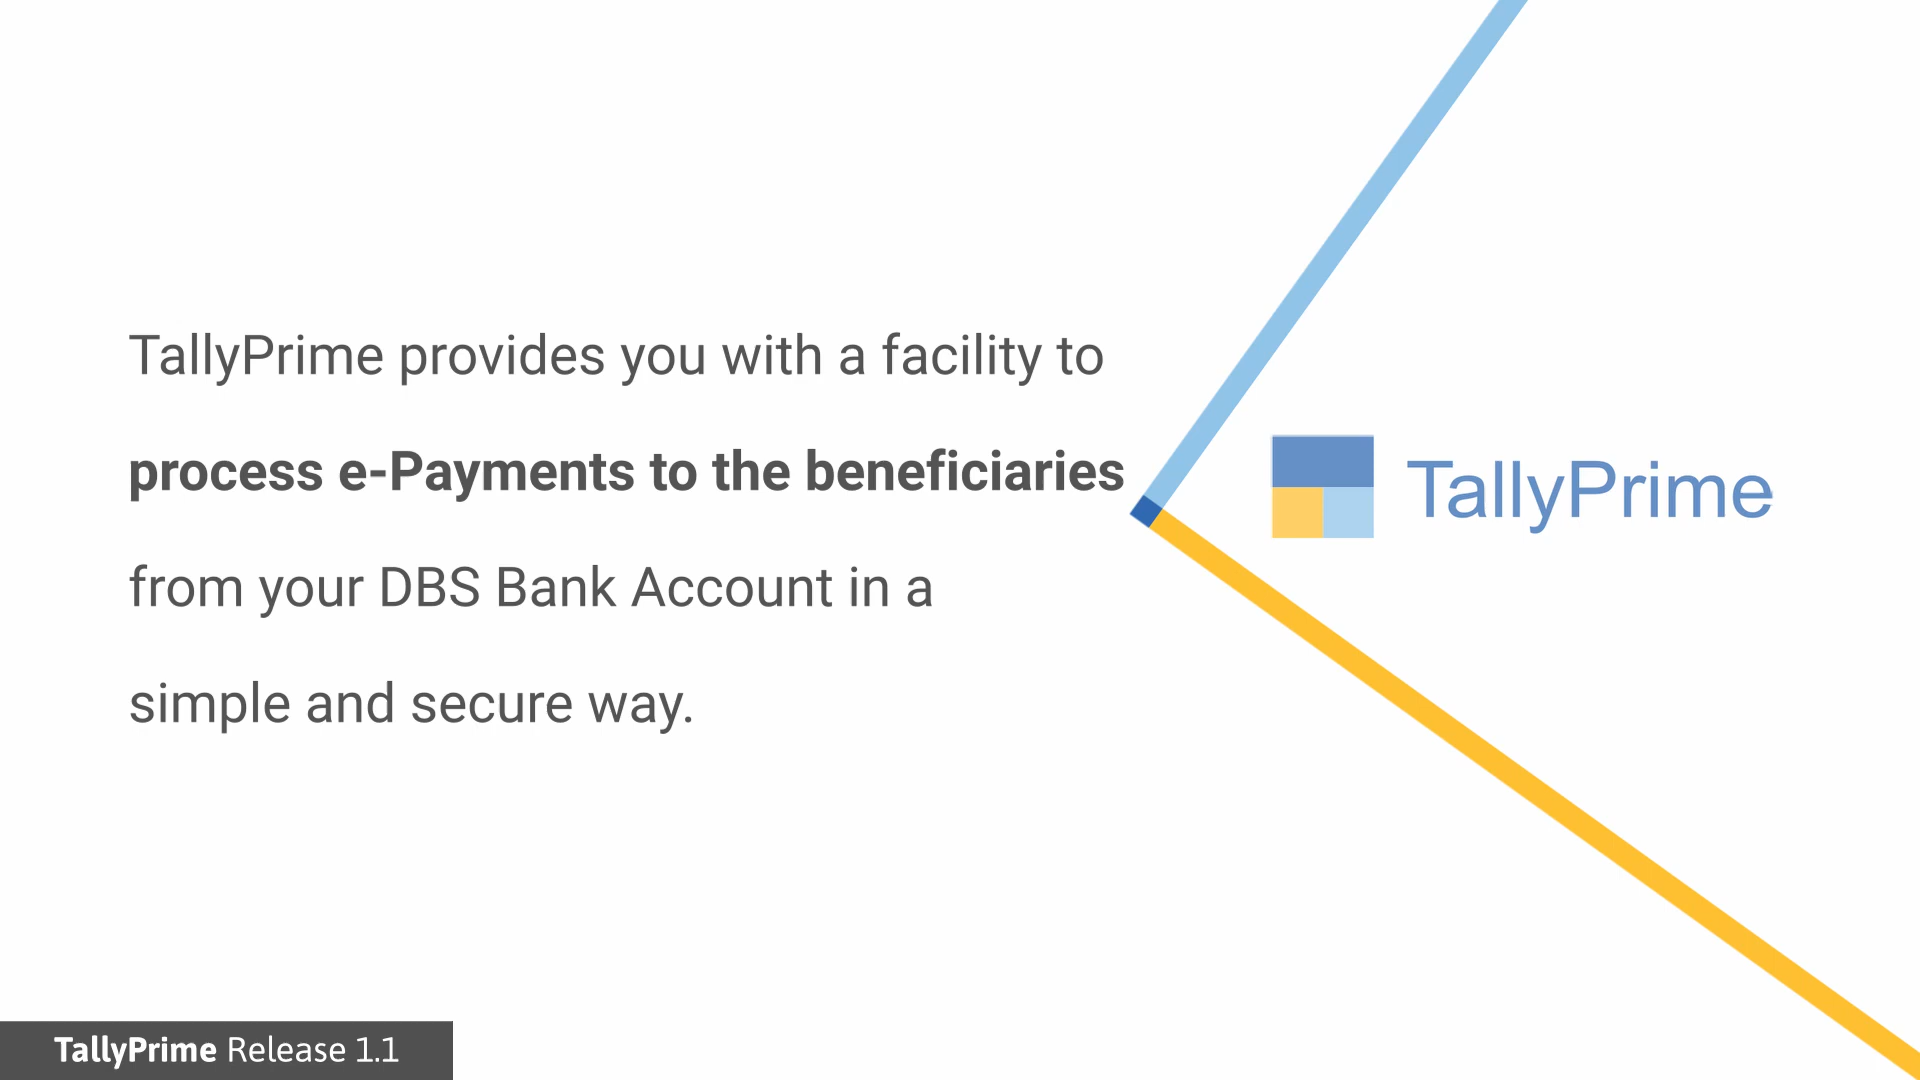 TallyPrime provides you with a facility to
process e-Payments to the beneficiaries
from your DBS Bank Account in a
simple and secure way.
TallyPrime
TallyPrime Release 1.1